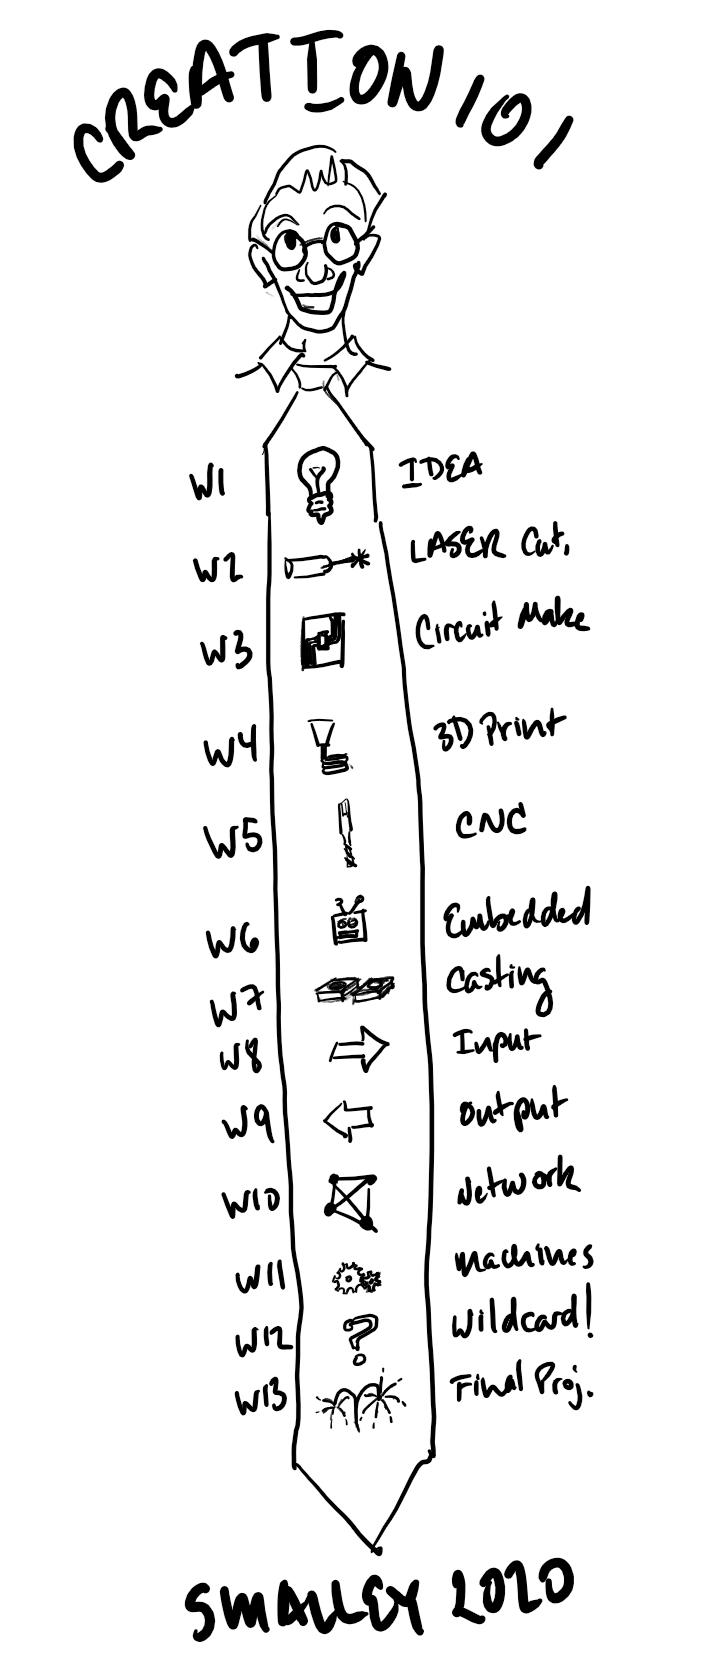 CREATION 101
W1 IDEA
W2 LASER Cut.
W3 Circuit Make
W4 3D Print
W5 CNC
W6 Embedded
W7 Casting
W8 Input
W9 Output
W10 Network
W11 Machines
W12 Wildcard!
W13 Final Proj.
SMALLEY 2020